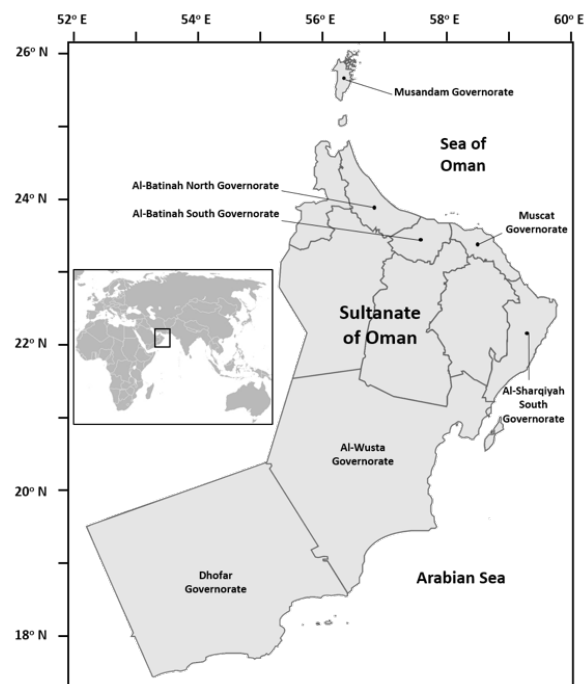 52° E
54° E
56° E
58° E
60° E
26° N
Musandam Governorate
Sea of
Oman
24° N
Al-Batinah North Governorate
Al-Batinah South Governorate
Muscat
Governorate
Sultanate
of Oman
22° N
Al-Sharqiyah
South
Governorate
Al-Wusta
Governorate
20° N
Dhofar
Governorate
Arabian Sea
18° N